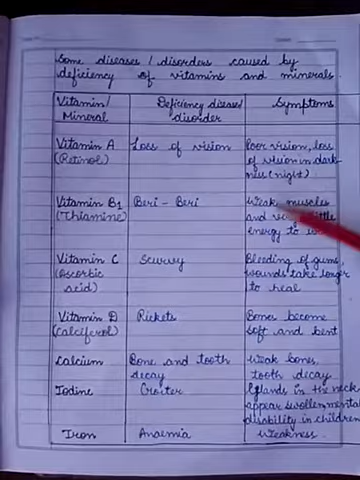 Some diseases / disorders caused by
deficiency of vitamins and minerals
Vitamin/ Deficiency disease/ Symptoms
Mineral disorder
Vitamin A Loss of vision Poor vision, loss
(Retinol) of vision in dark-
ness (night)
Vitamin B1 Beri - Beri Weak muscles
(Thiamine) and very little
energy to
Vitamin C Scurvy Bleeding of gums,
(Ascorbic wounds take longer
acid) to heal
Vitamin D Rickets Bones become
(Calciferol) soft and bent
Calcium Bone and tooth Weak bones,
decay tooth decay
Iodine Goiter Glands in the neck
appear swollen, mental
disability in children
Iron Anaemia Weakness